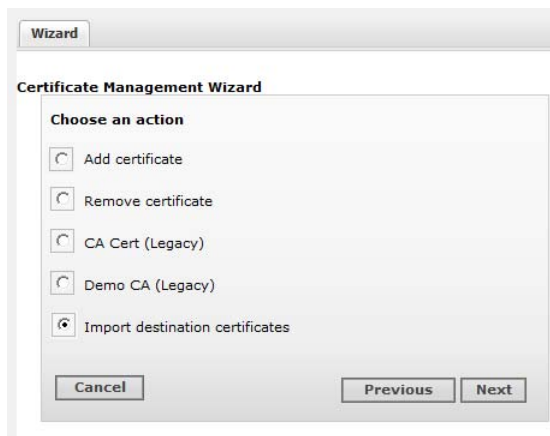 Wizard
Certificate Management Wizard
Choose an action
Add certificate
Remove certificate
CA Cert (Legacy)
Demo CA (Legacy)
Import destination certificates
Cancel Previous Next